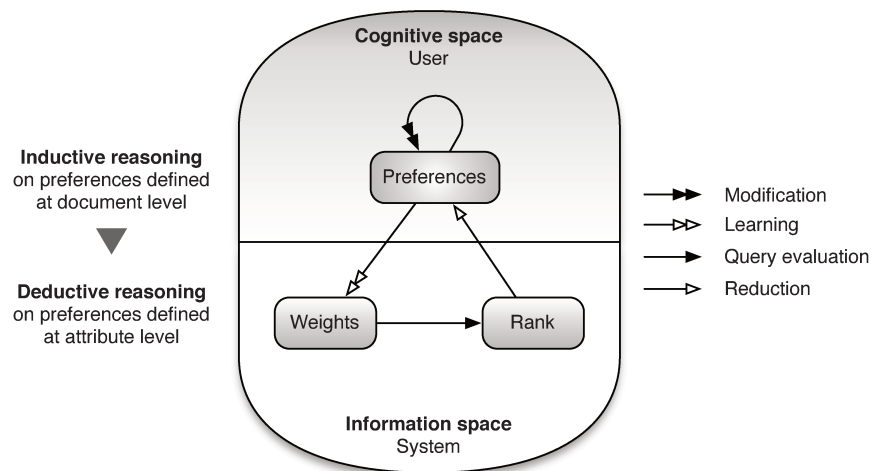 Cognitive space
User
Inductive reasoning
on preferences defined
at document level
Preferences
Modification
Learning
Query evaluation
Reduction
Deductive reasoning
on preferences defined
at attribute level
Weights
Rank
Information space
System